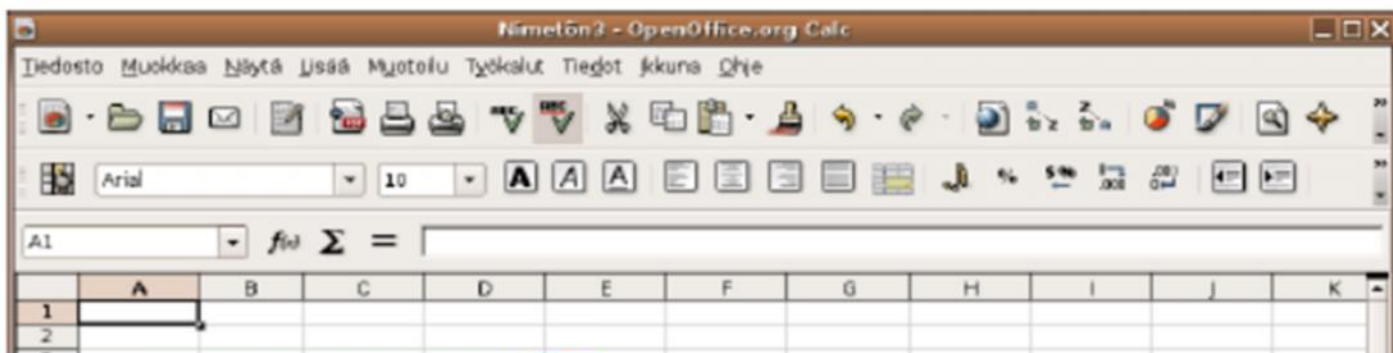 Nimetön3 - OpenOffice.org Calc
Tiedosto Muokkaa Näytä Lisää Muotoilu Työkalut Tiedot Ikkuna Ohje
Arial 10
A1 f(x) Σ =
A B C D E F G H I J K
1
2